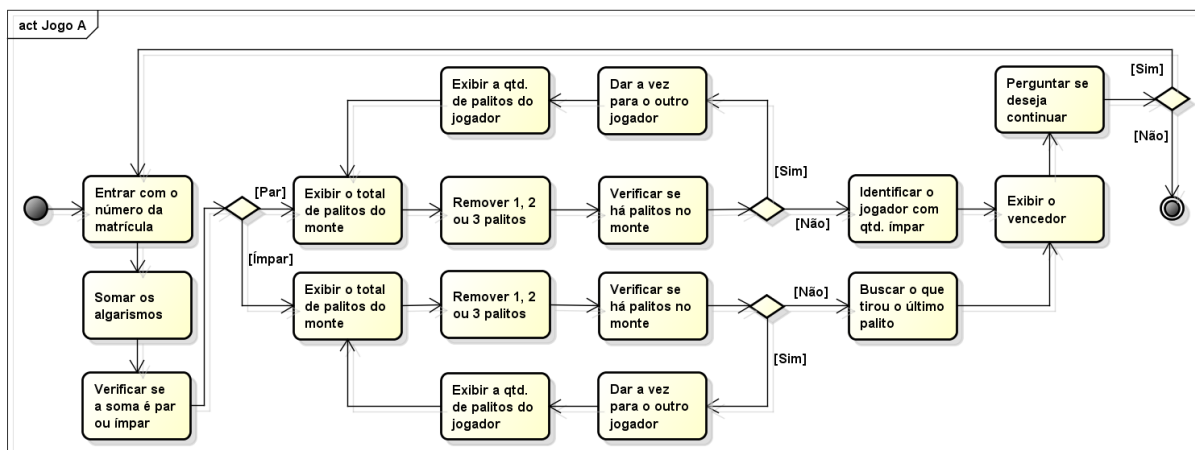 act Jogo A
[Sim]
Exibir a qtd.
de palitos do
jogador
Dar a vez
para o outro
jogador
Perguntar se
deseja
continuar
[Não]
Entrar com o
número da
matrícula
[Par]
Exibir o total
de palitos do
monte
Remover 1, 2
ou 3 palitos
Verificar se
há palitos no
monte
[Sim]
[Não]
Identificar o
jogador com
qtd. ímpar
Exibir o
vencedor
[Ímpar]
Somar os
algarismos
Exibir o total
de palitos do
monte
Remover 1, 2
ou 3 palitos
Verificar se
há palitos no
monte
[Não]
[Sim]
Buscar o que
tirou o último
palito
Verificar se
a soma é par
ou ímpar
Exibir a qtd.
de palitos do
jogador
Dar a vez
para o outro
jogador